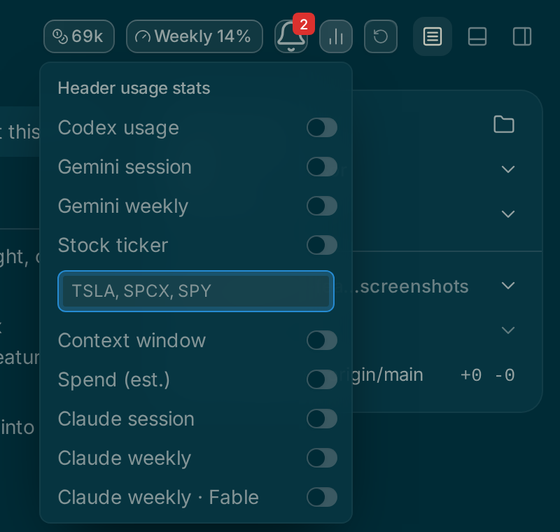 69k
Weekly 14%
2
Header usage stats
Codex usage
Gemini session
Gemini weekly
Stock ticker
TSLA, SPCX, SPY
Context window
Spend (est.)
Claude session
Claude weekly
Claude weekly · Fable
t this
ght, c
eatur
into
..screenshots
igin/main +0 -0